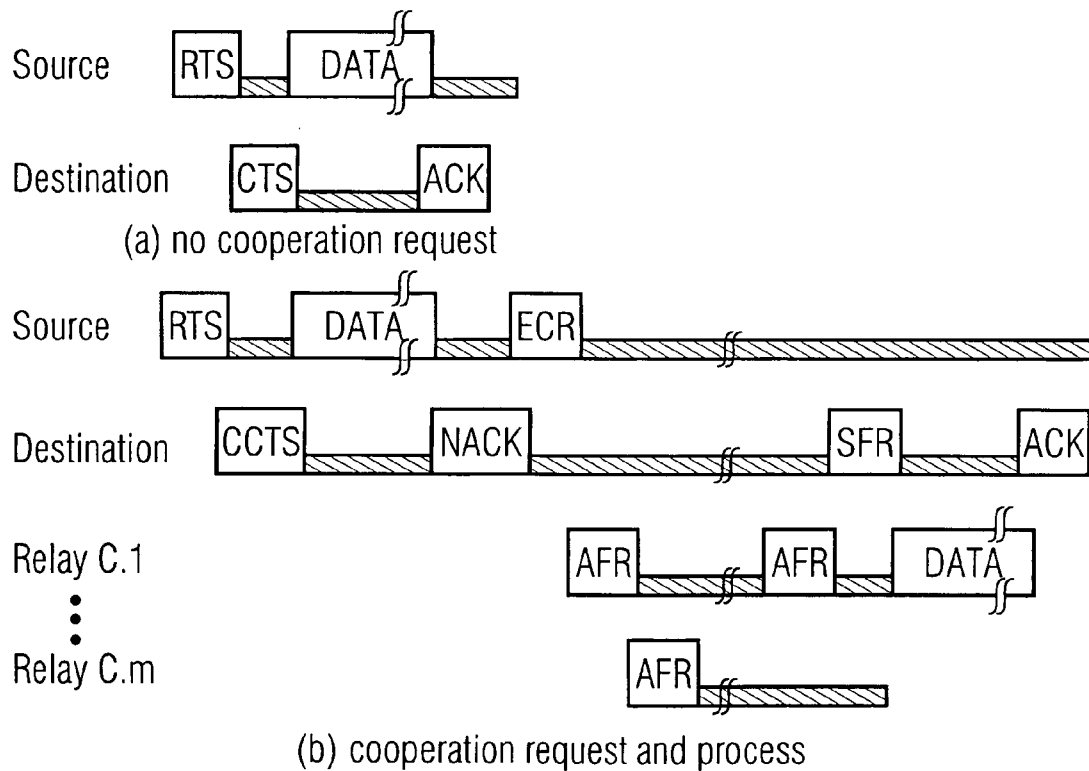 Source RTS DATA
Destination CTS ACK
(a) no cooperation request
Source RTS DATA ECR
Destination CCTS NACK SFR ACK
Relay C.1 AFR AFR DATA
Relay C.m AFR
(b) cooperation request and process